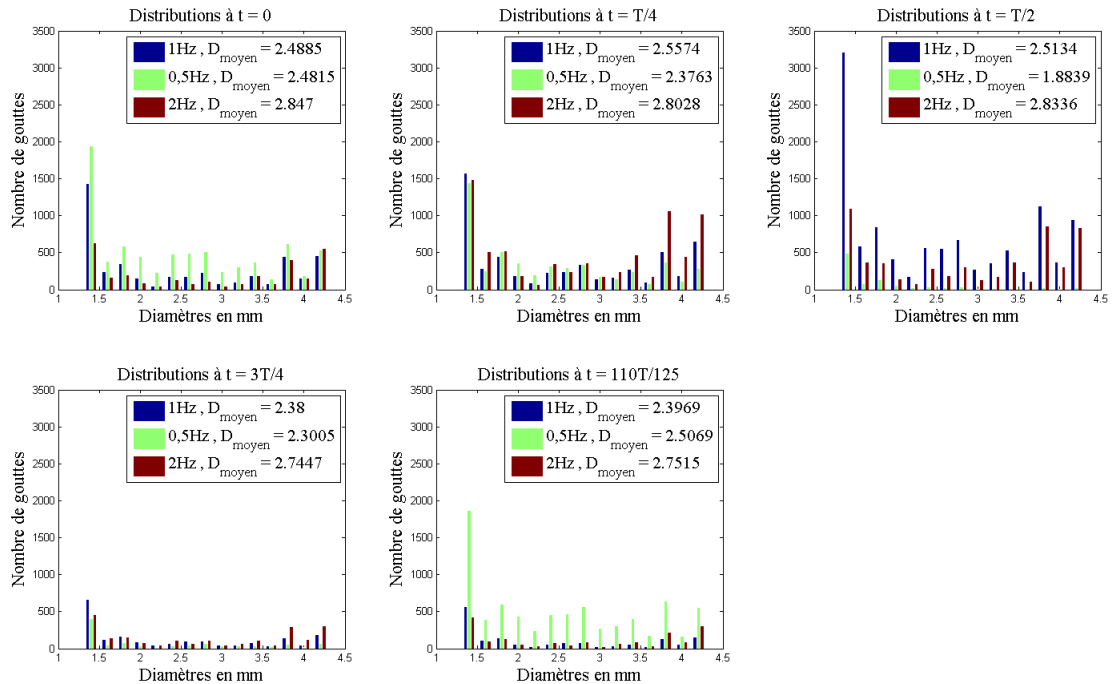 Distributions à t = 0
3500
3000
2500
2000
1500
1000
500
0
1 1.5 2 2.5 3 3.5 4 4.5
Nombre de gouttes
Diamètres en mm
1Hz , D_moyen = 2.4885
0,5Hz , D_moyen = 2.4815
2Hz , D_moyen = 2.847
Distributions à t = T/4
3500
3000
2500
2000
1500
1000
500
0
1 1.5 2 2.5 3 3.5 4 4.5
Nombre de gouttes
Diamètres en mm
1Hz , D_moyen = 2.5574
0,5Hz , D_moyen = 2.3763
2Hz , D_moyen = 2.8028
Distributions à t = T/2
3500
3000
2500
2000
1500
1000
500
0
1 1.5 2 2.5 3 3.5 4 4.5
Nombre de gouttes
Diamètres en mm
1Hz , D_moyen = 2.5134
0,5Hz , D_moyen = 1.8839
2Hz , D_moyen = 2.8336
Distributions à t = 3T/4
3500
3000
2500
2000
1500
1000
500
0
1 1.5 2 2.5 3 3.5 4 4.5
Nombre de gouttes
Diamètres en mm
1Hz , D_moyen = 2.38
0,5Hz , D_moyen = 2.3005
2Hz , D_moyen = 2.7447
Distributions à t = 110T/125
3500
3000
2500
2000
1500
1000
500
0
1 1.5 2 2.5 3 3.5 4 4.5
Nombre de gouttes
Diamètres en mm
1Hz , D_moyen = 2.3969
0,5Hz , D_moyen = 2.5069
2Hz , D_moyen = 2.7515